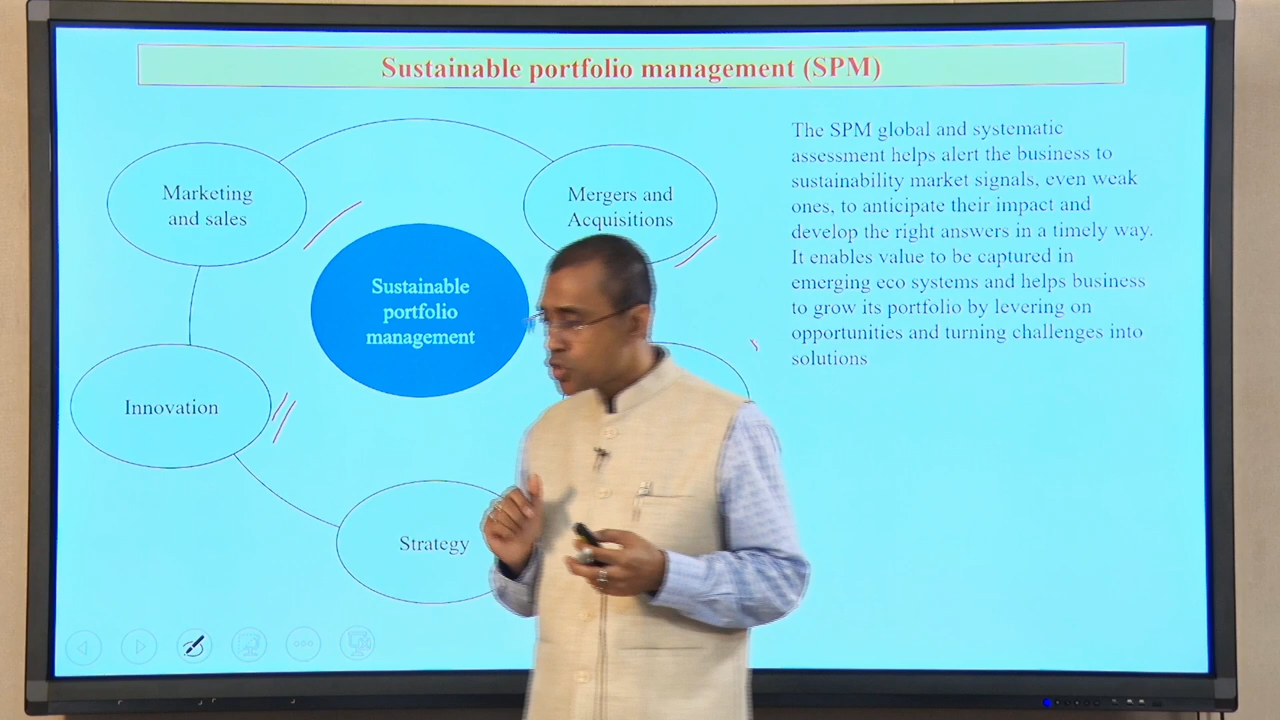 Sustainable portfolio management (SPM)
Marketing
and sales
Mergers and
Acquisitions
Sustainable
portfolio
management
Innovation
Strategy
The SPM global and systematic
assessment helps alert the business to
sustainability market signals, even weak
ones, to anticipate their impact and
develop the right answers in a timely way.
It enables value to be captured in
emerging eco systems and helps business
to grow its portfolio by levering on
opportunities and turning challenges into
solutions